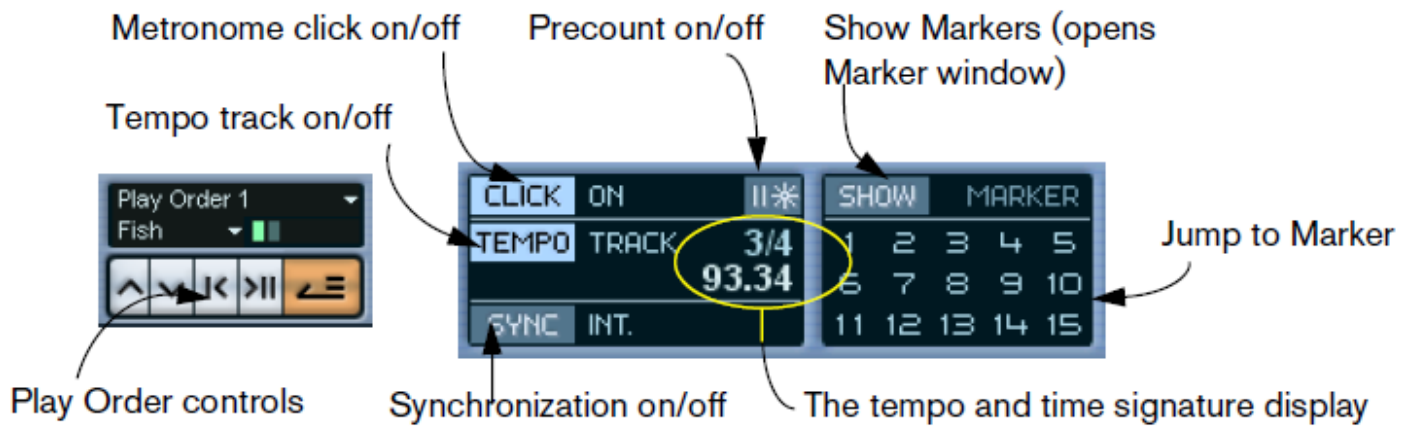 Metronome click on/off
Precount on/off
Show Markers (opens
Marker window)
Tempo track on/off
Play Order 1
Fish
CLICK ON
TEMPO TRACK 3/4
93.34
SYNC INT.
SHOW MARKER
1 2 3 4 5
6 7 8 9 10
11 12 13 14 15
Jump to Marker
Play Order controls
Synchronization on/off
The tempo and time signature display